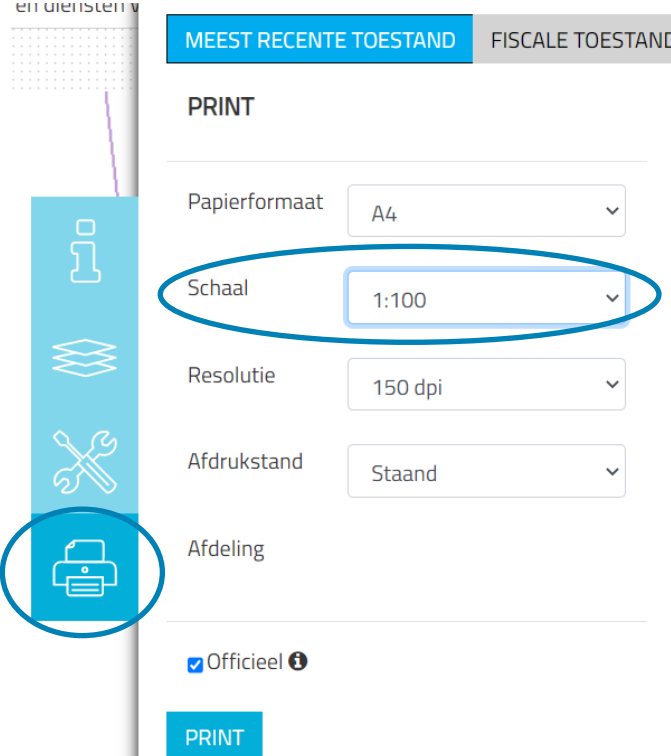 en diensten v
MEEST RECENTE TOESTAND FISCALE TOESTAND
PRINT
Papierformaat A4
Schaal 1:100
Resolutie 150 dpi
Afdrukstand Staand
Afdeling
Officieel
PRINT